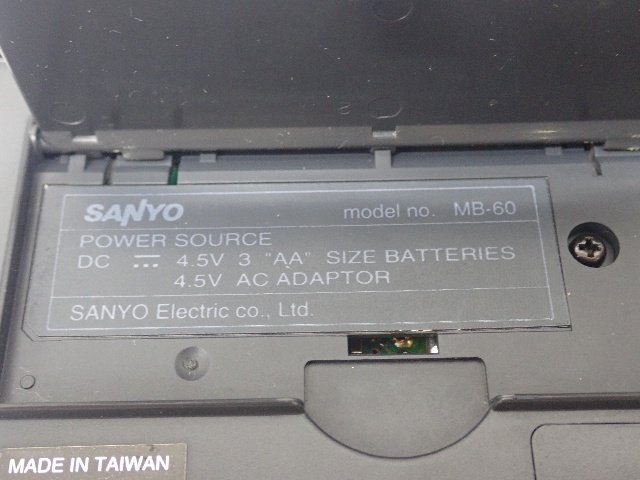 SANYO model no. MB-60
POWER SOURCE
DC ⎓ 4.5V 3 "AA" SIZE BATTERIES
4.5V AC ADAPTOR
SANYO Electric co., Ltd.
MADE IN TAIWAN